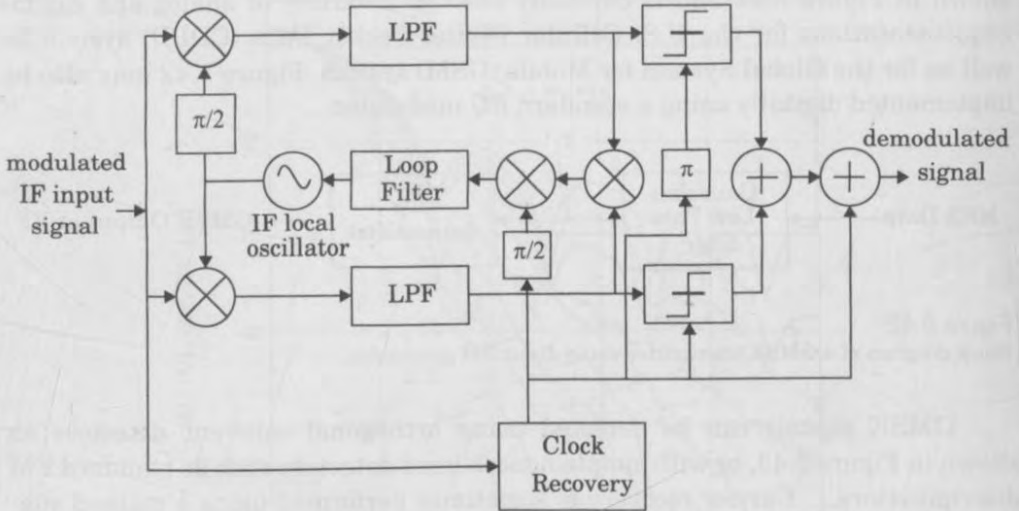 LPF
π/2
modulated
IF input
signal
IF local
oscillator
Loop
Filter
π
demodulated
signal
π/2
LPF
Clock
Recovery